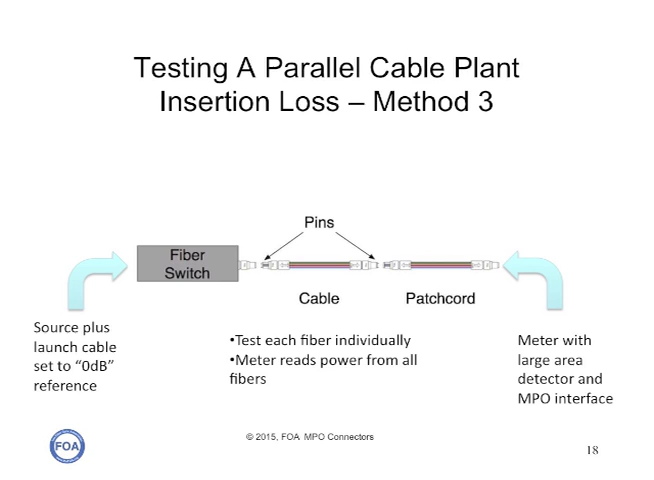 Testing A Parallel Cable Plant
Insertion Loss – Method 3
Pins
Fiber
Switch
Cable
Patchcord
Source plus
launch cable
set to “0dB”
reference
•Test each fiber individually
•Meter reads power from all
fibers
Meter with
large area
detector and
MPO interface
FOA
© 2015, FOA MPO Connectors
18